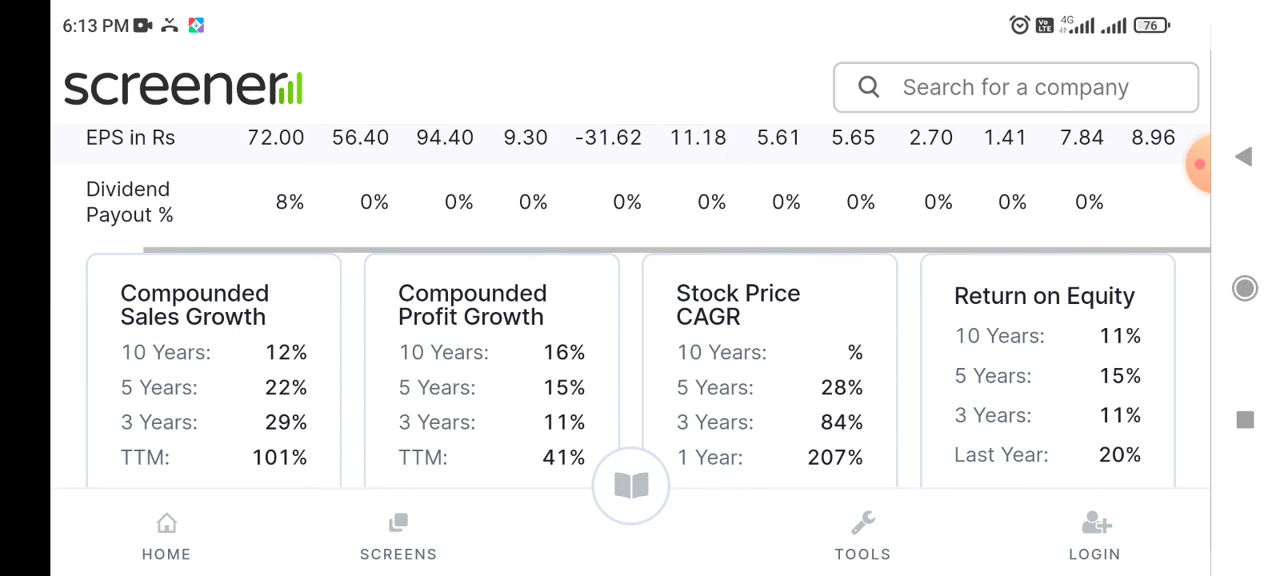 6:13 PM
Vo LTE 4G 76
screener
Search for a company
EPS in Rs 72.00 56.40 94.40 9.30 -31.62 11.18 5.61 5.65 2.70 1.41 7.84 8.96
Dividend
Payout % 8% 0% 0% 0% 0% 0% 0% 0% 0% 0% 0%
Compounded
Sales Growth
10 Years: 12%
5 Years: 22%
3 Years: 29%
TTM: 101%
Compounded
Profit Growth
10 Years: 16%
5 Years: 15%
3 Years: 11%
TTM: 41%
Stock Price
CAGR
10 Years: %
5 Years: 28%
3 Years: 84%
1 Year: 207%
Return on Equity
10 Years: 11%
5 Years: 15%
3 Years: 11%
Last Year: 20%
HOME SCREENS TOOLS LOGIN